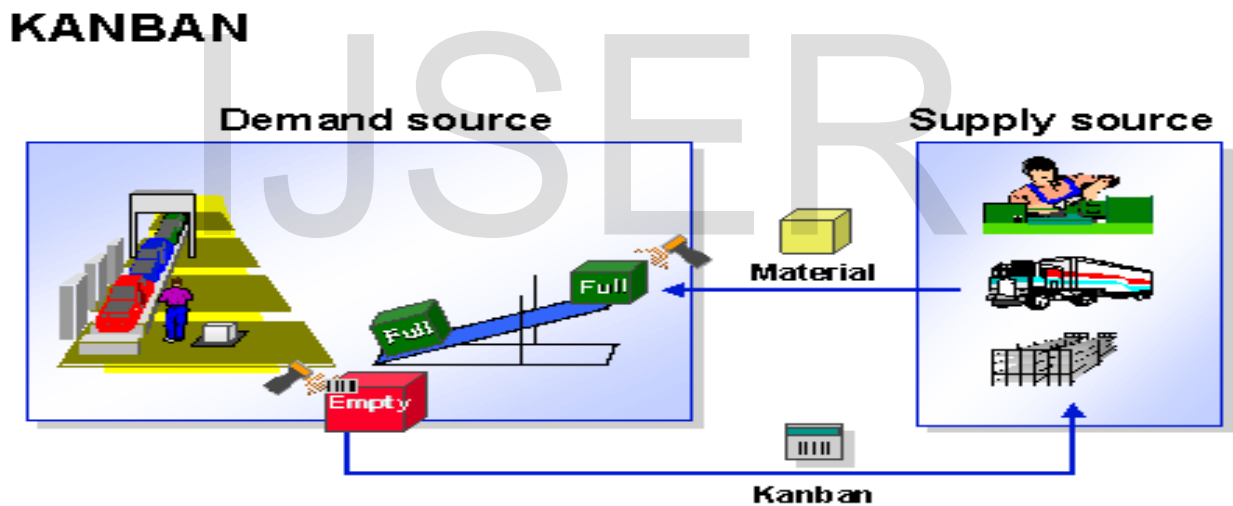 KANBAN
IJSER
Demand source
Supply source
Material
Full
Full
Empty
Kanban